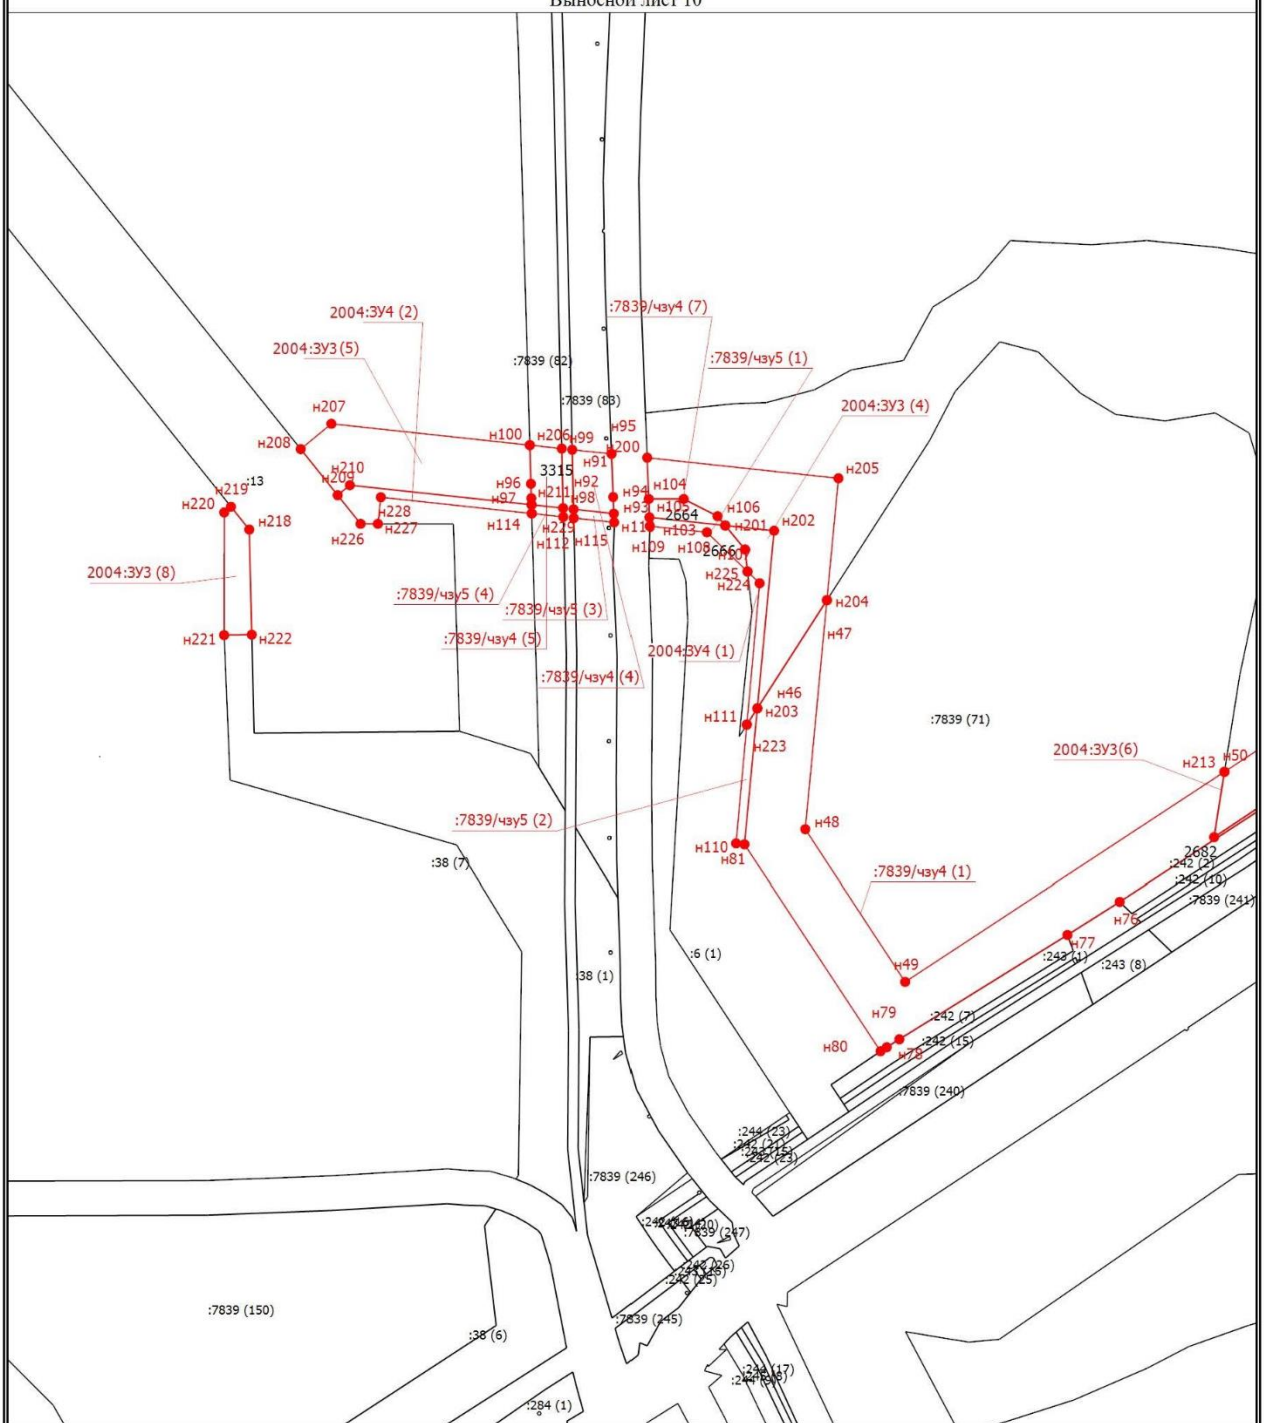 Выносной лист 10
:7839/чзу4 (7)
2004:ЗУ4 (2)
2004:ЗУ3 (5)
:7839 (82)
:7839/чзу5 (1)
:7839 (83)
2004:ЗУ3 (4)
н207
н95
н208
н100
н206
н99
н200
н91
н205
3315
н210
н209
:13
н219
н220
н96
н97
н211
н92
н98
н94
н93
н104
н105
н106
2664
н218
н228
н227
н226
н114
н229
н112
н115
н109
н103
н108
н201
н202
2666
н225
н224
2004:ЗУ3 (8)
:7839/чзу5 (4)
:7839/чзу5 (3)
н204
н221
н222
:7839/чзу4 (5)
н47
2004:ЗУ4 (1)
:7839/чзу4 (4)
н46
н203
н111
:7839 (71)
н223
2004:ЗУ3(6)
н213
н50
:7839/чзу5 (2)
н48
н110
н81
2682
:38 (7)
:242 (2)
:7839/чзу4 (1)
:242 (10)
:7839 (241)
н76
н77
:6 (1)
:243 (1)
:243 (8)
:38 (1)
н49
н79
:242 (7)
н80
н78
:242 (15)
:7839 (240)
:244 (23)
:242 (21)
:242 (23)
:7839 (246)
:7839 (247)
:242 (25)
:7839 (150)
:7839 (245)
:38 (6)
:244 (17)
:284 (1)